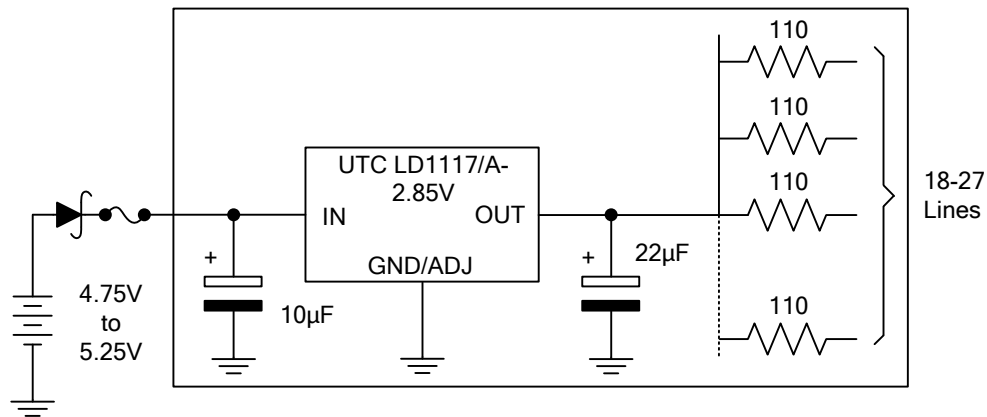 110
110
UTC LD1117/A-
2.85V
110
18-27
Lines
IN
OUT
GND/ADJ
+
10µF
+
22µF
4.75V
to
5.25V
110